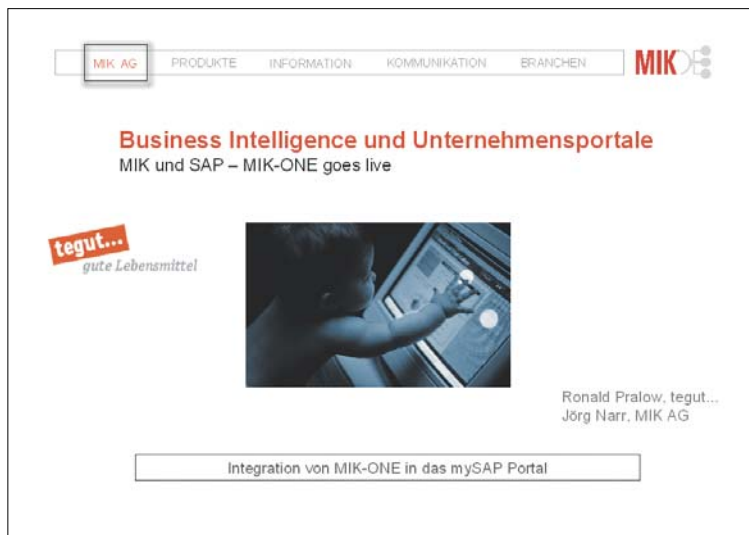 MIK AG PRODUKTE INFORMATION KOMMUNIKATION BRANCHEN MIK
Business Intelligence und Unternehmensportale
MIK und SAP – MIK-ONE goes live
tegut...
gute Lebensmittel
Ronald Pralow, tegut...
Jörg Narr, MIK AG
Integration von MIK-ONE in das mySAP Portal